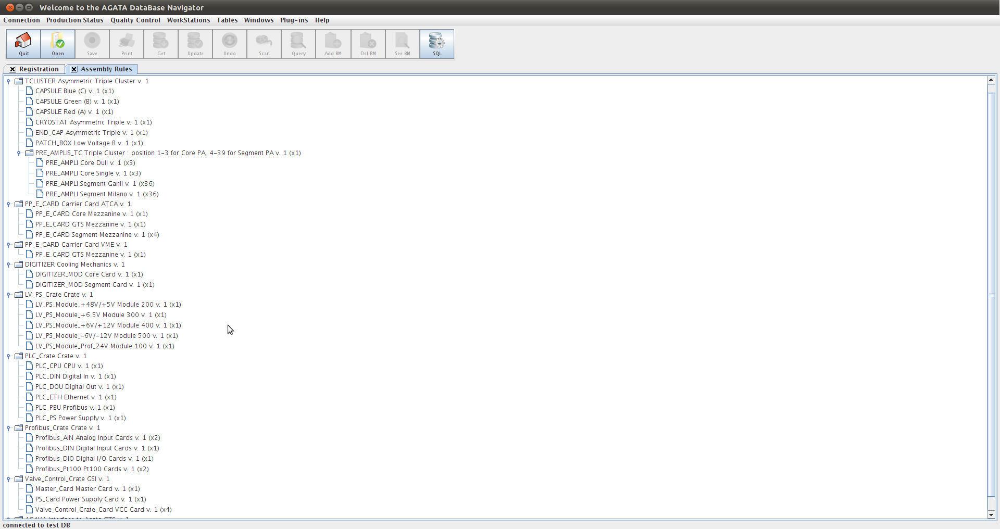 Welcome to the AGATA DataBase Navigator
Connection Production Status Quality Control WorkStations Tables Windows Plug-ins Help
Quit Open Save Print Get Update Undo Scan Query Add BM Del BM See BM SQL
Registration Assembly Rules
TCLUSTER Asymmetric Triple Cluster v. 1
CAPSULE Blue (C) v. 1 (x1)
CAPSULE Green (B) v. 1 (x1)
CAPSULE Red (A) v. 1 (x1)
CRYOSTAT Asymmetric Triple v. 1 (x1)
END_CAP Asymmetric Triple v. 1 (x1)
PATCH_BOX Low Voltage B v. 1 (x1)
PRE_AMPLIS_TC Triple Cluster : position 1-3 for Core PA, 4-39 for Segment PA v. 1 (x1)
PRE_AMPLI Core Dull v. 1 (x3)
PRE_AMPLI Core Single v. 1 (x3)
PRE_AMPLI Segment Ganil v. 1 (x36)
PRE_AMPLI Segment Milano v. 1 (x36)
PP_E_CARD Carrier Card ATCA v. 1
PP_E_CARD Core Mezzanine v. 1 (x1)
PP_E_CARD GTS Mezzanine v. 1 (x1)
PP_E_CARD Segment Mezzanine v. 1 (x4)
PP_E_CARD Carrier Card VME v. 1
PP_E_CARD GTS Mezzanine v. 1 (x1)
DIGITIZER Cooling Mechanics v. 1
DIGITIZER_MOD Core Card v. 1 (x1)
DIGITIZER_MOD Segment Card v. 1 (x1)
LV_PS_Crate Crate v. 1
LV_PS_Module_+48V/+5V Module 200 v. 1 (x1)
LV_PS_Module_+6.5V Module 300 v. 1 (x1)
LV_PS_Module_+6V/+12V Module 400 v. 1 (x1)
LV_PS_Module_-6V/-12V Module 500 v. 1 (x1)
LV_PS_Module_Prof_24V Module 100 v. 1 (x1)
PLC_Crate Crate v. 1
PLC_CPU CPU v. 1 (x1)
PLC_DIN Digital In v. 1 (x1)
PLC_DOU Digital Out v. 1 (x1)
PLC_ETH Ethernet v. 1 (x1)
PLC_PBU Profibus v. 1 (x1)
PLC_PS Power Supply v. 1 (x1)
Profibus_Crate Crate v. 1
Profibus_AIN Analog Input Cards v. 1 (x2)
Profibus_DIN Digital Input Cards v. 1 (x1)
Profibus_DIO Digital I/O Cards v. 1 (x1)
Profibus_Pt100 Pt100 Cards v. 1 (x2)
Valve_Control_Crate GSI v. 1
Master_Card Master Card v. 1 (x1)
PS_Card Power Supply Card v. 1 (x1)
Valve_Control_Crate_Card VCC Card v. 1 (x4)
AGAVA Interface to Agata GTS v. 1
connected to test DB